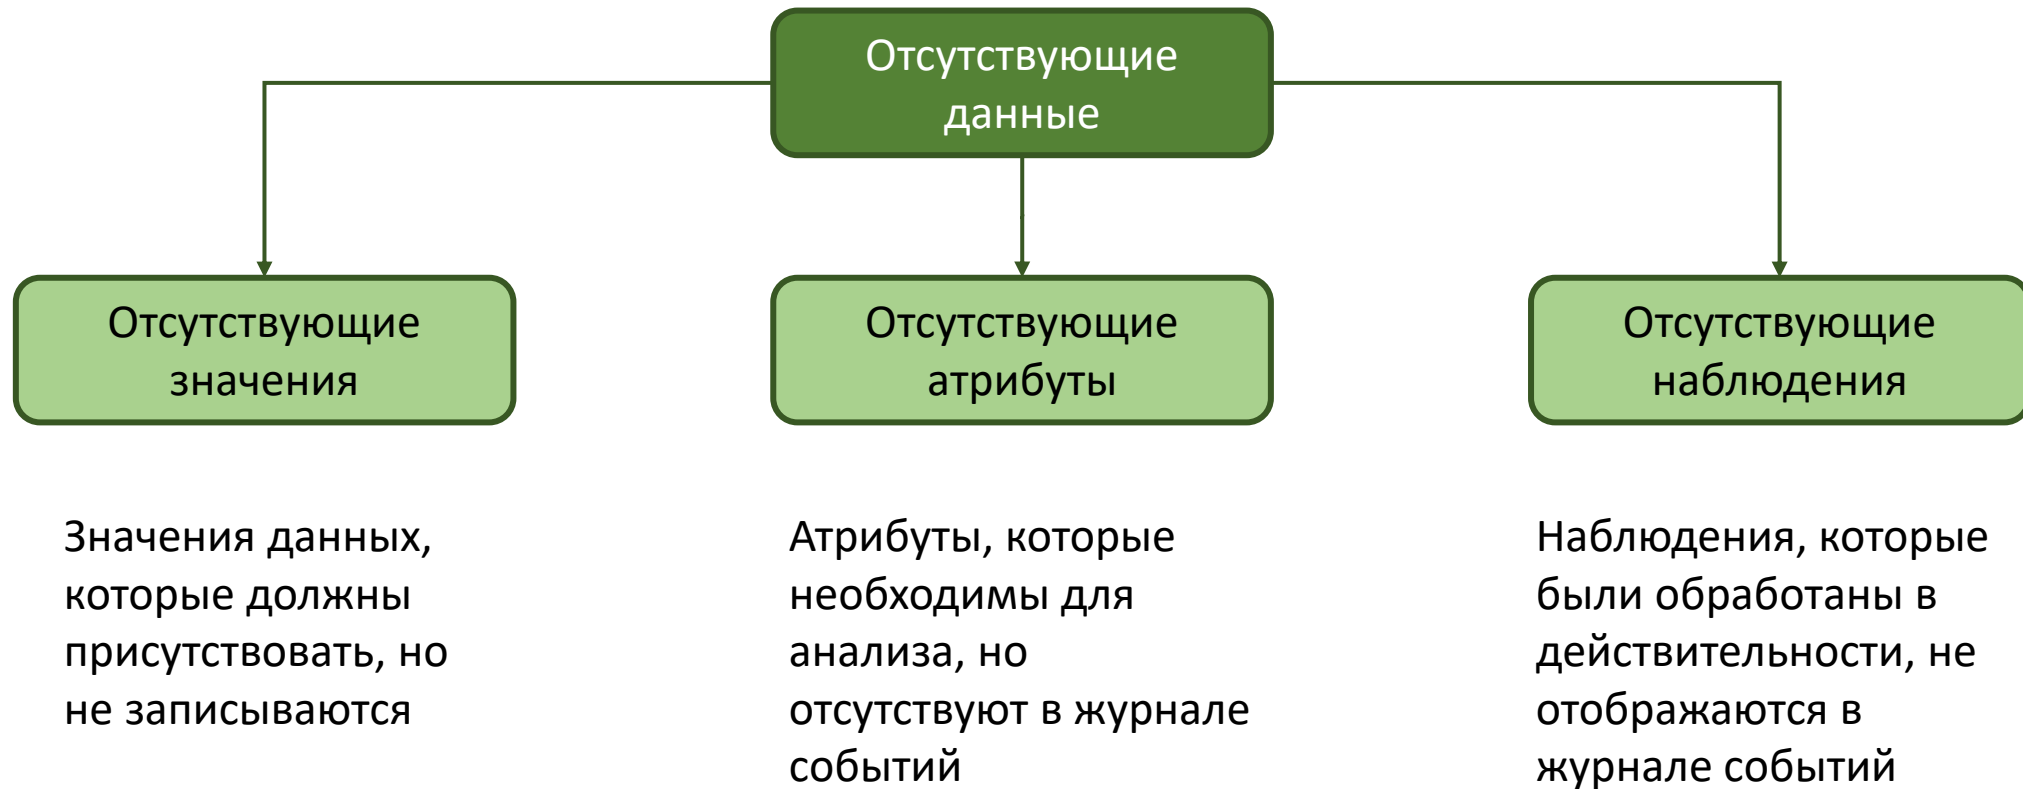 Отсутствующие
данные
Отсутствующие
значения
Отсутствующие
атрибуты
Отсутствующие
наблюдения
Значения данных,
которые должны
присутствовать, но
не записываются
Атрибуты, которые
необходимы для
анализа, но
отсутствуют в журнале
событий
Наблюдения, которые
были обработаны в
действительности, не
отображаются в
журнале событий